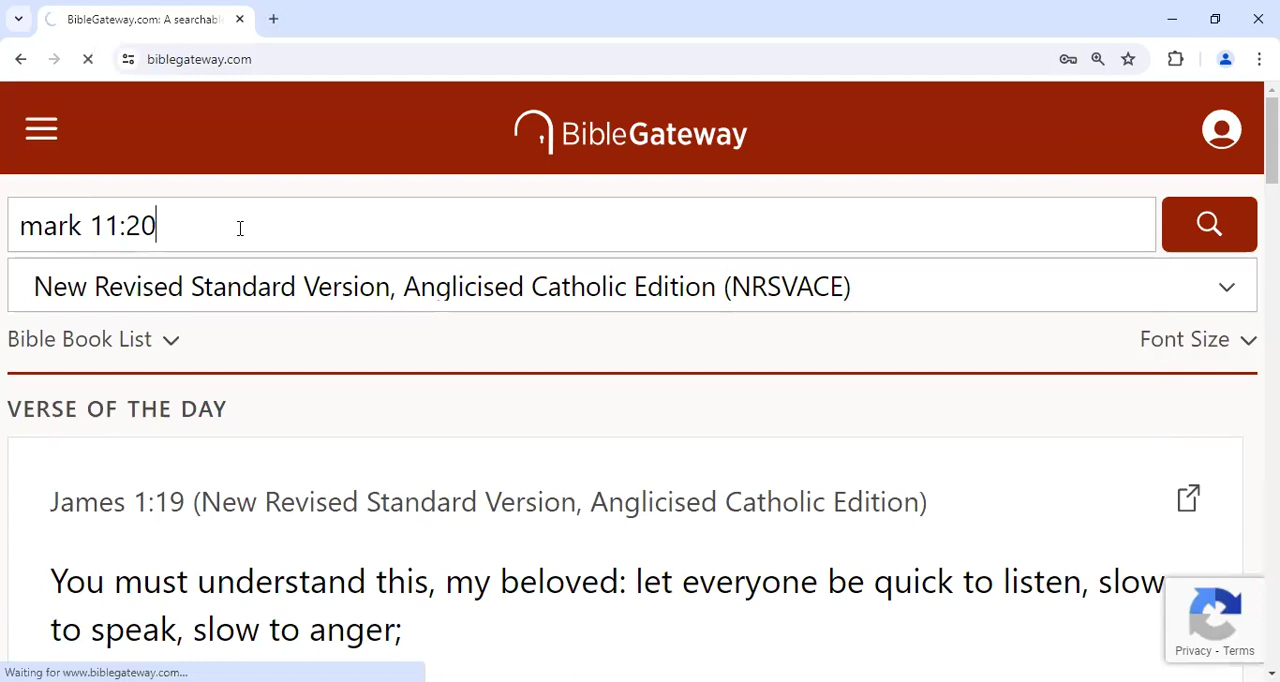 BibleGateway.com: A searchab
biblegateway.com
BibleGateway
mark 11:20
New Revised Standard Version, Anglicised Catholic Edition (NRSVACE)
Bible Book List
Font Size
VERSE OF THE DAY
James 1:19 (New Revised Standard Version, Anglicised Catholic Edition)
You must understand this, my beloved: let everyone be quick to listen, slow
to speak, slow to anger;
Privacy - Terms
Waiting for www.biblegateway.com...